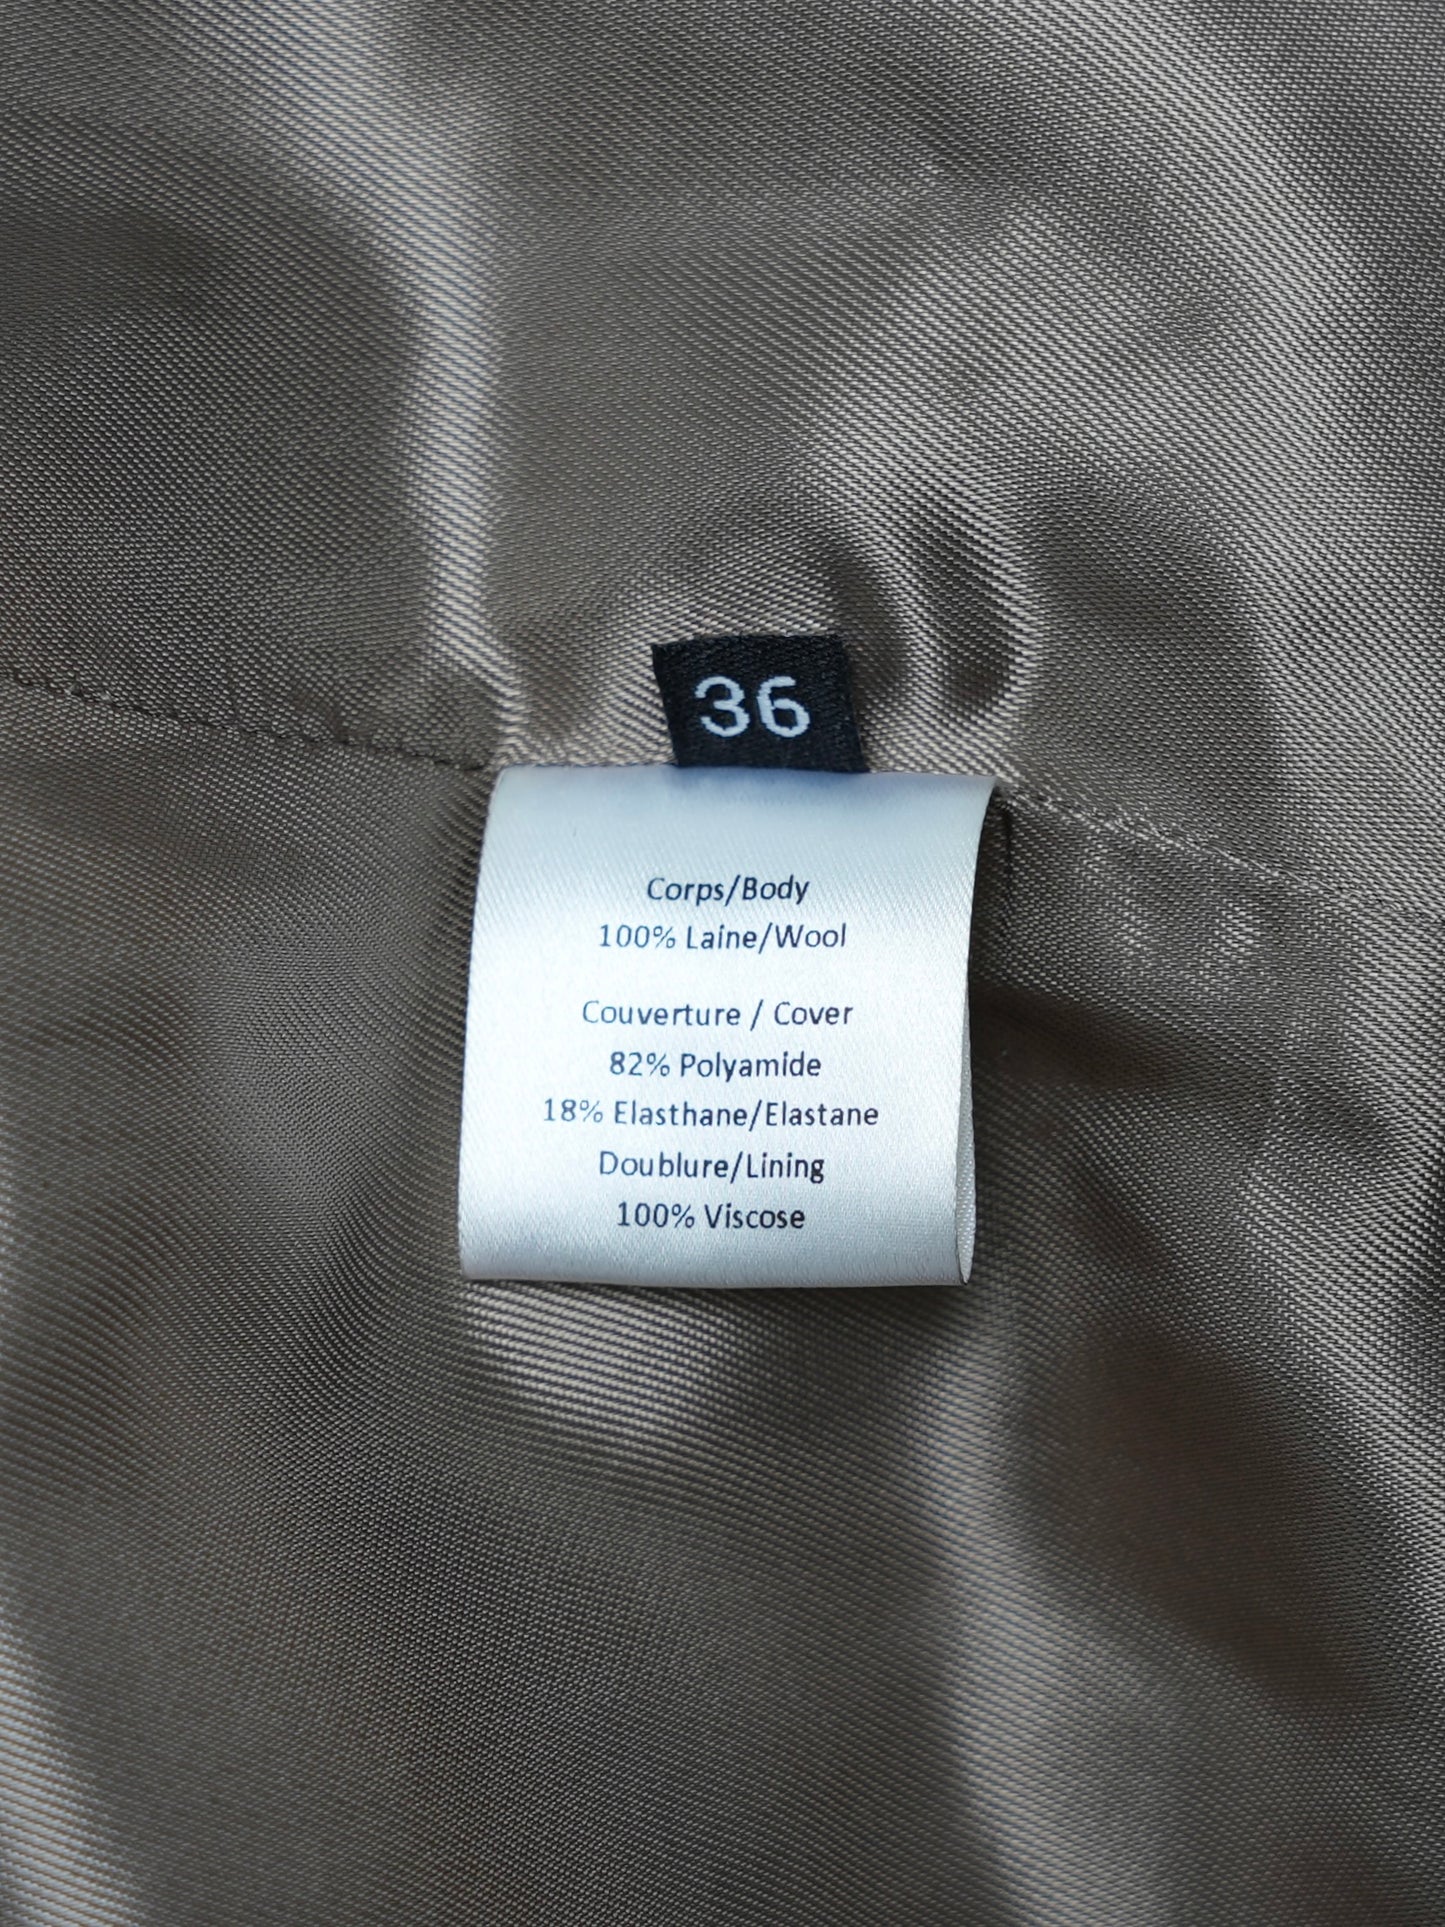 36
Corps/Body
100% Laine/Wool
Couverture / Cover
82% Polyamide
18% Elasthane/Elastane
Doublure/Lining
100% Viscose